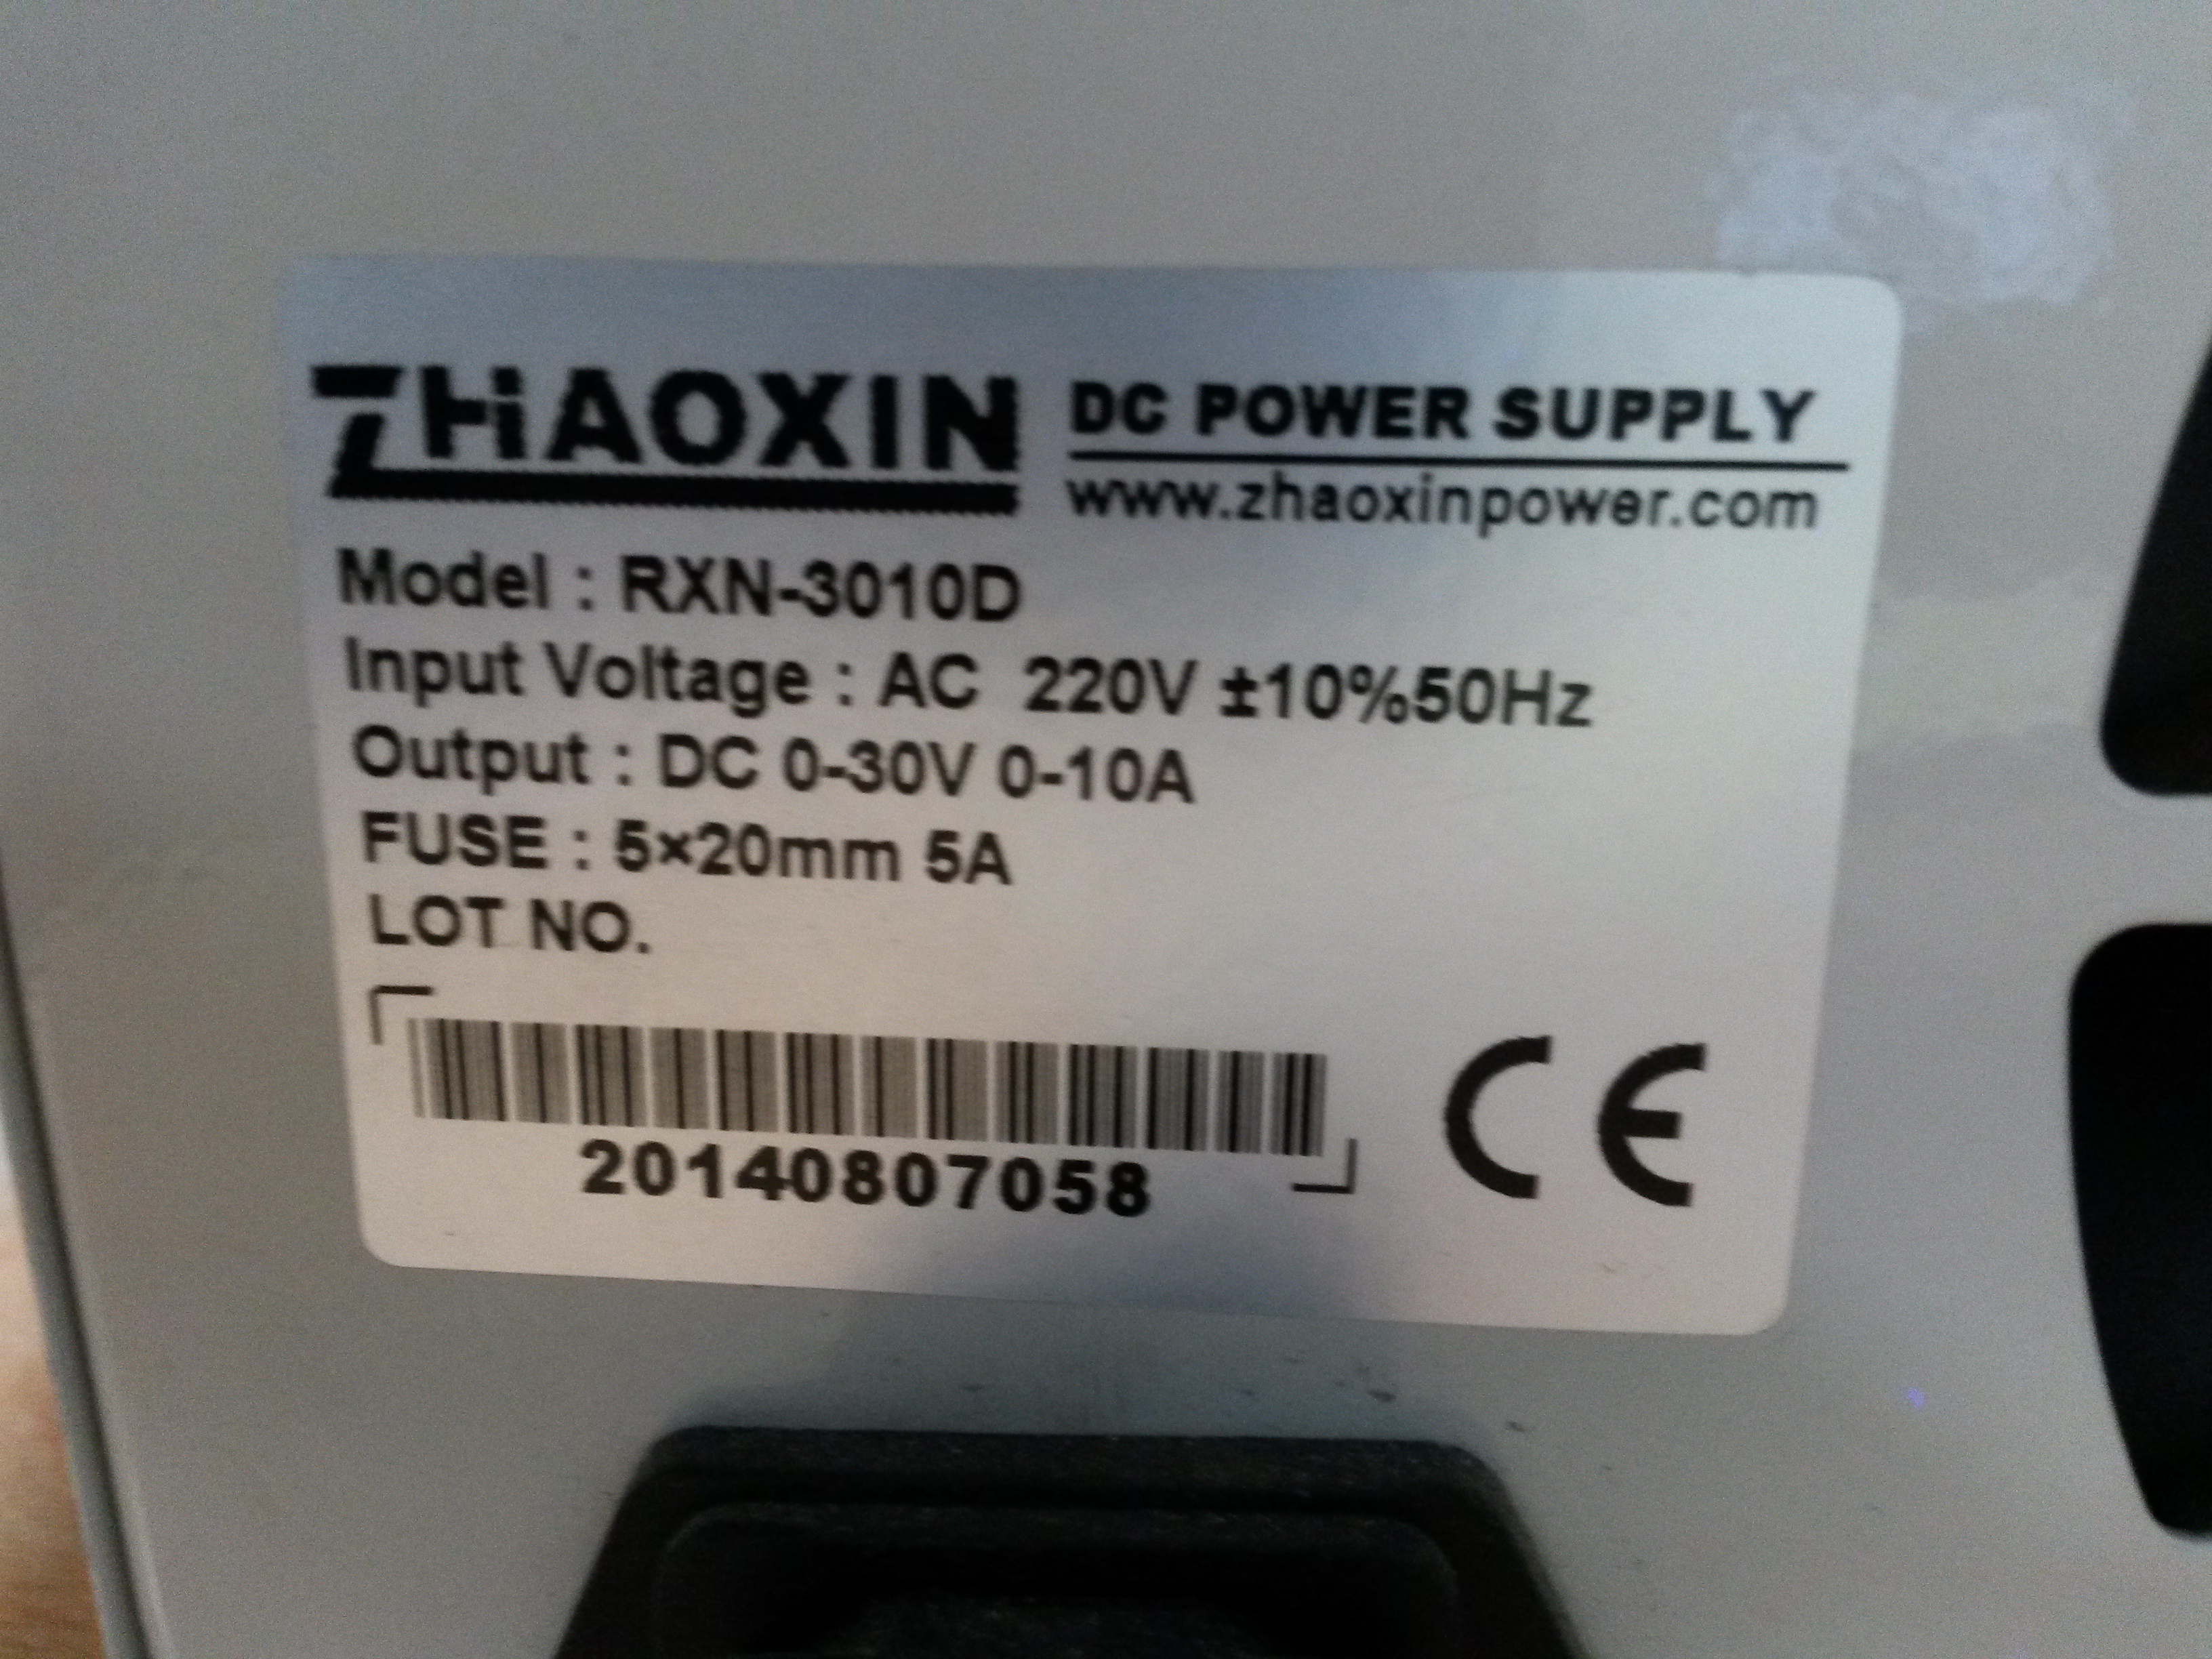 ZHAOXIN DC POWER SUPPLY
www.zhaoxinpower.com
Model : RXN-3010D
Input Voltage : AC 220V ±10%50Hz
Output : DC 0-30V 0-10A
FUSE : 5×20mm 5A
LOT NO.
20140807058
CE